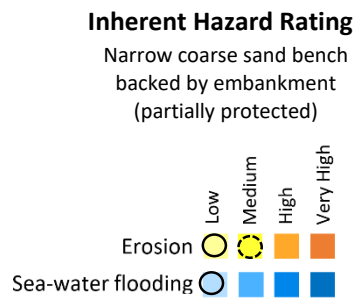 Inherent Hazard Rating
Narrow coarse sand bench
backed by embankment
(partially protected)
Low
Medium
High
Very High
Erosion
Sea-water flooding